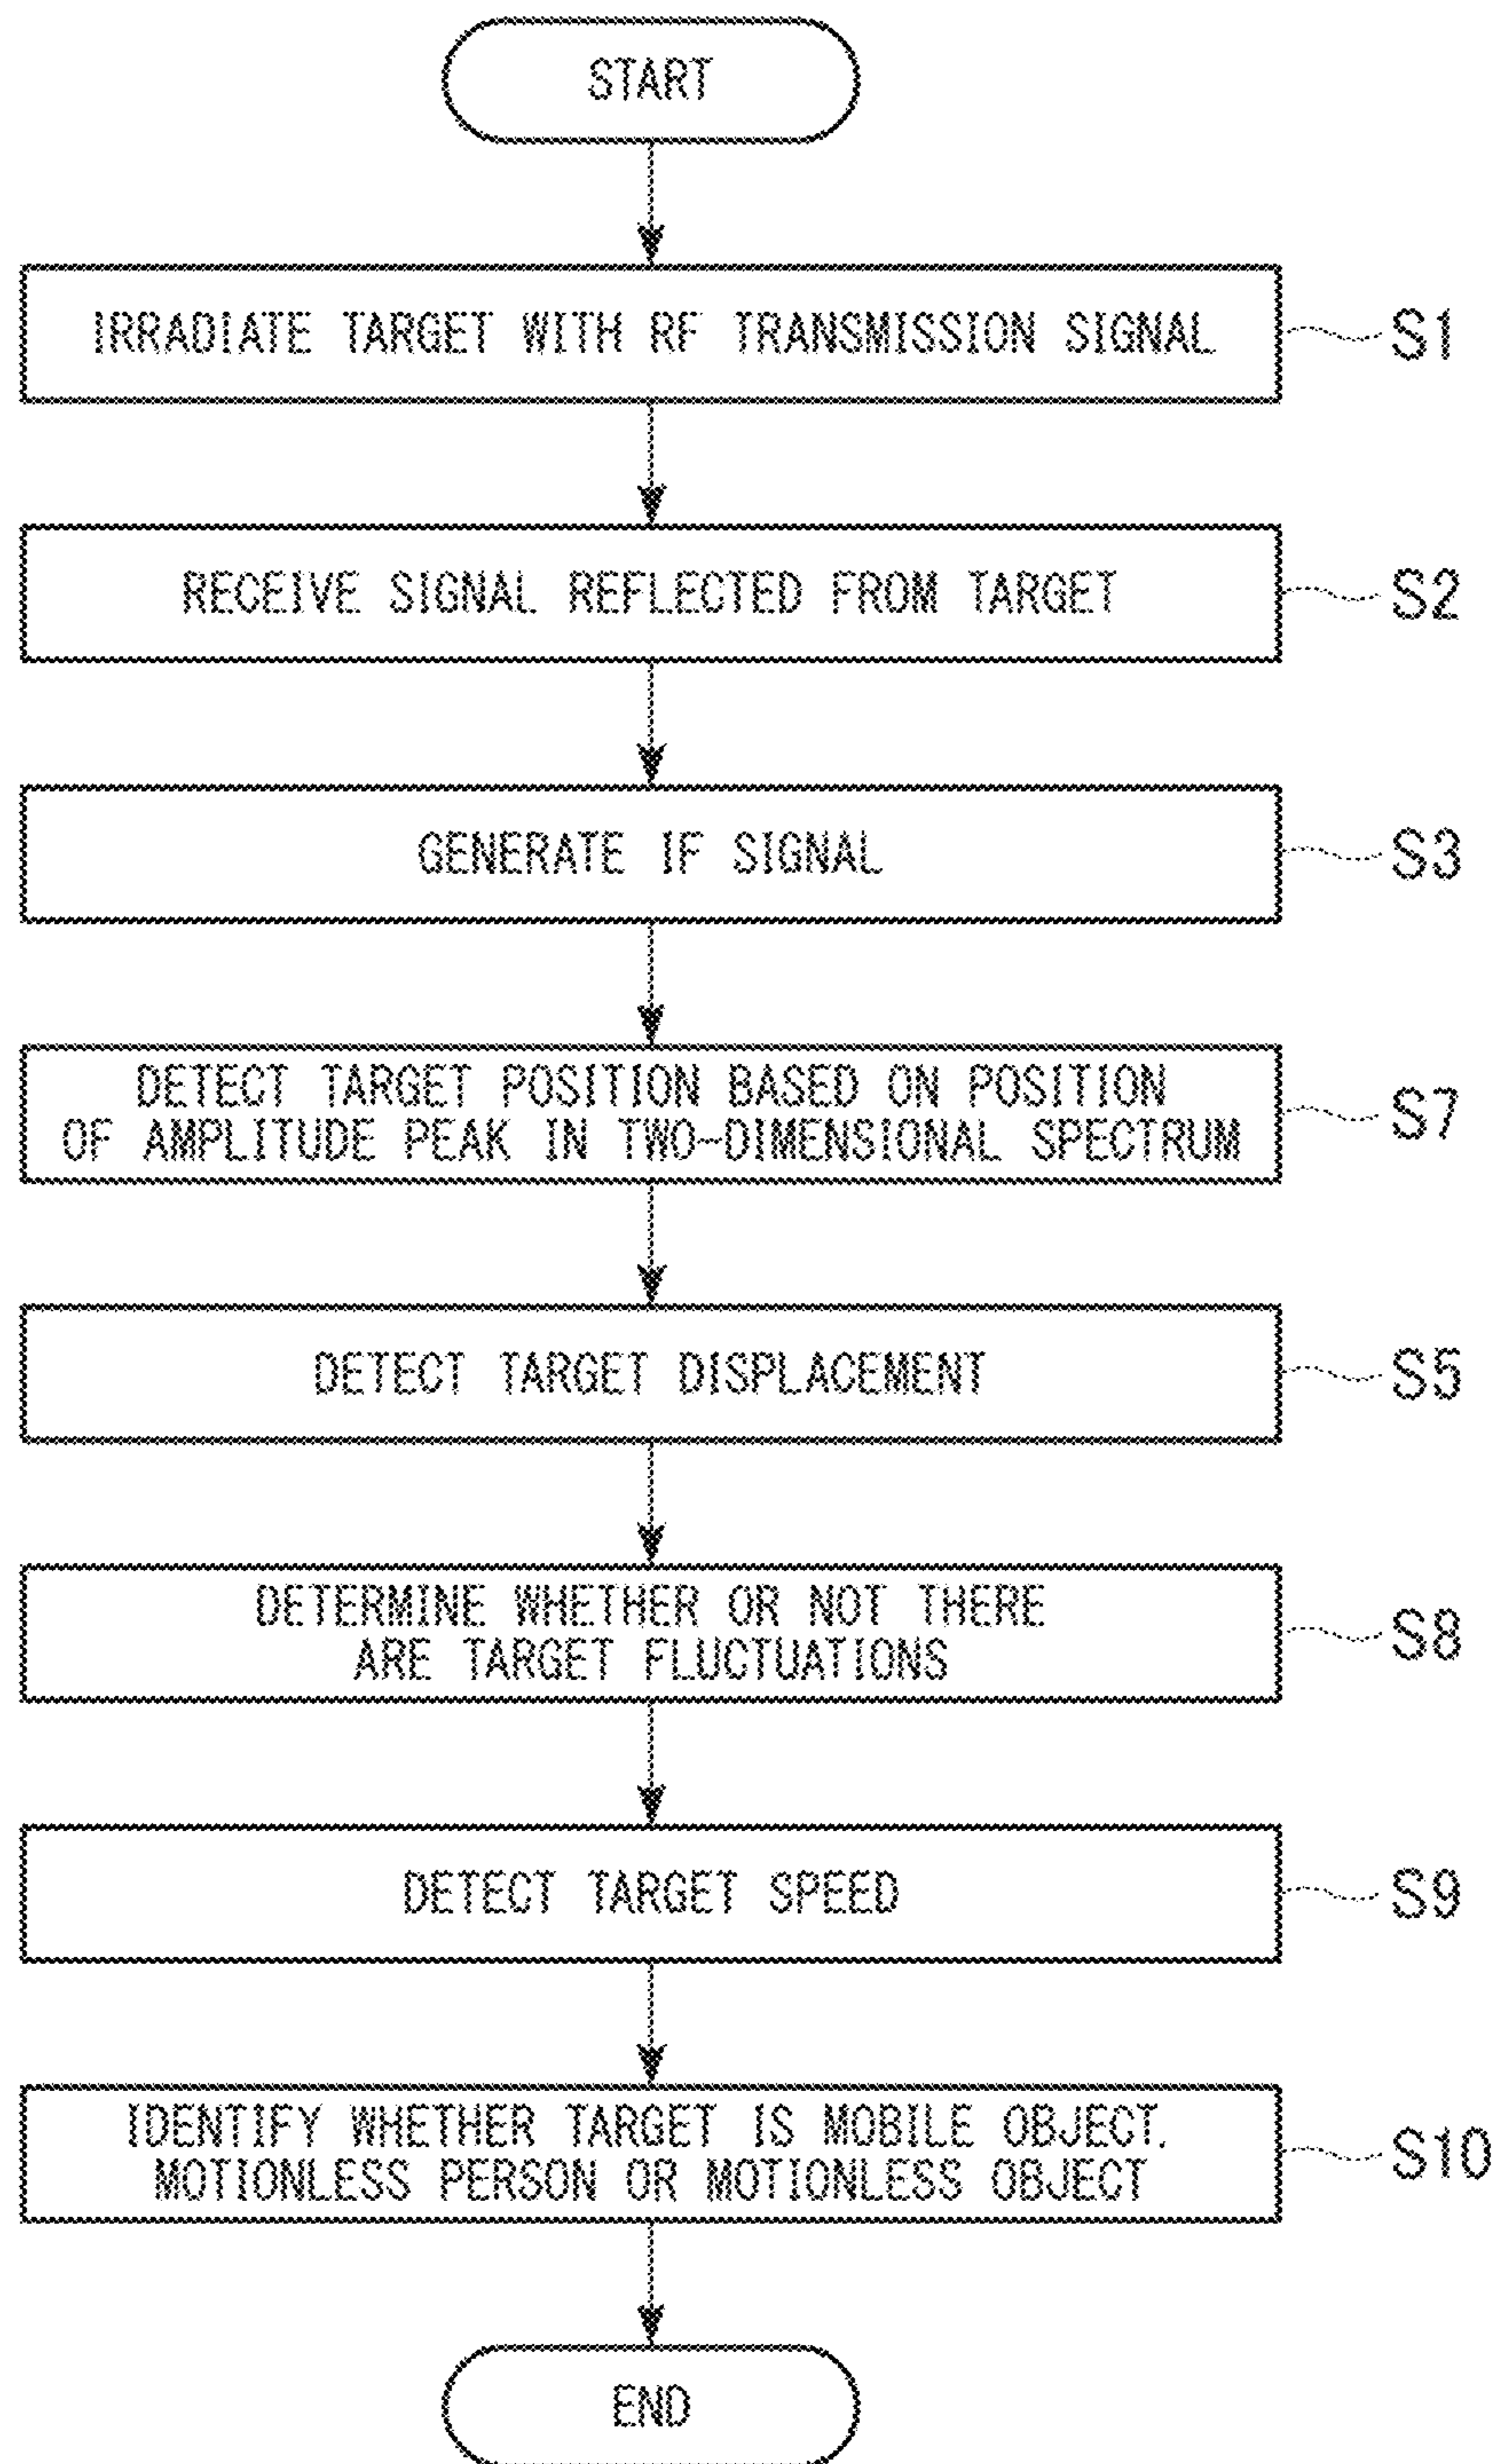 START
IRRADIATE TARGET WITH RF TRANSMISSION SIGNAL
S1
RECEIVE SIGNAL REFLECTED FROM TARGET
S2
GENERATE IF SIGNAL
S3
DETECT TARGET POSITION BASED ON POSITION
OF AMPLITUDE PEAK IN TWO-DIMENSIONAL SPECTRUM
S7
DETECT TARGET DISPLACEMENT
S5
DETERMINE WHETHER OR NOT THERE
ARE TARGET FLUCTUATIONS
S8
DETECT TARGET SPEED
S9
IDENTIFY WHETHER TARGET IS MOBILE OBJECT,
MOTIONLESS PERSON OR MOTIONLESS OBJECT
S10
END